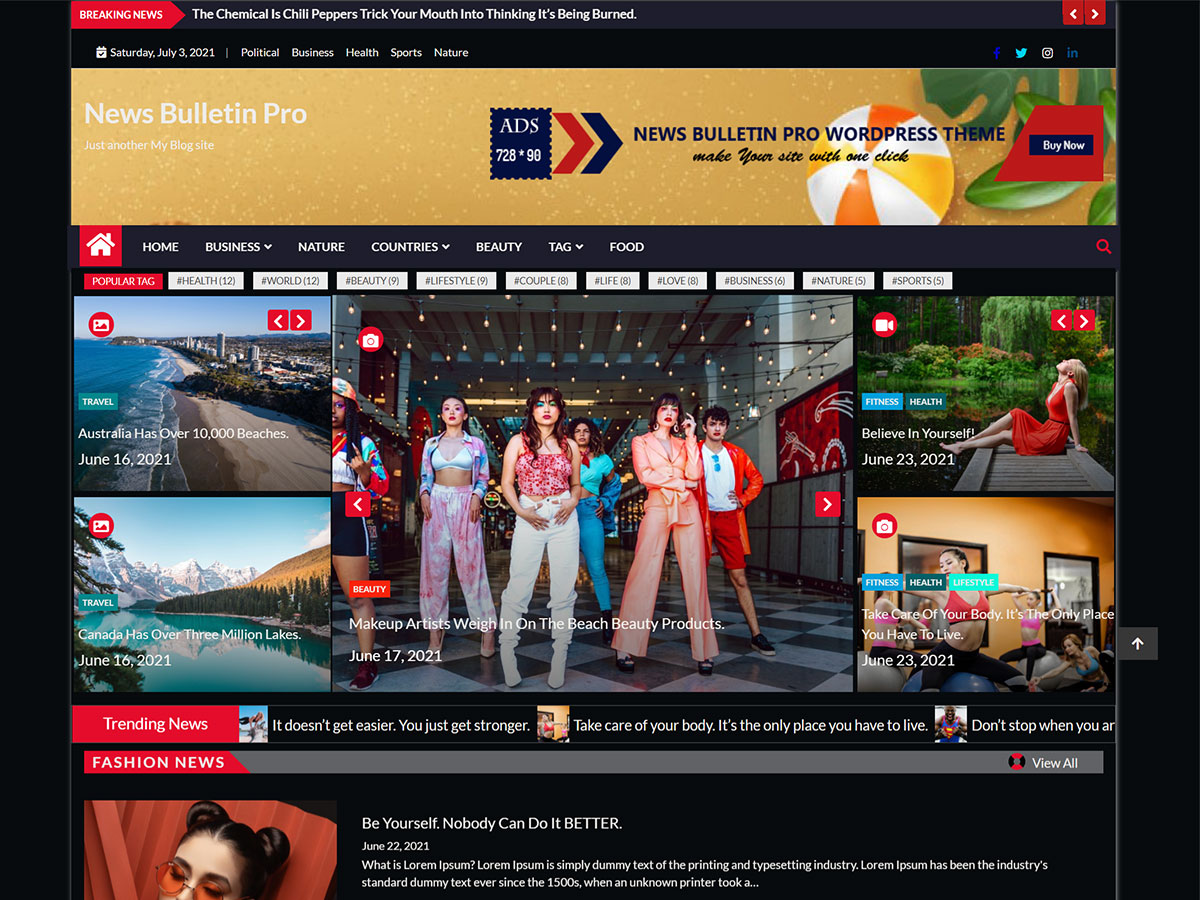 BREAKING NEWS
The Chemical Is Chili Peppers Trick Your Mouth Into Thinking It's Being Burned.
Saturday, July 3, 2021 | Political Business Health Sports Nature
News Bulletin Pro
Just another My Blog site
ADS
728 * 90
NEWS BULLETIN PRO WORDPRESS THEME
make Your site with one click
Buy Now
HOME BUSINESS NATURE COUNTRIES BEAUTY TAG FOOD
POPULAR TAG #HEALTH (12) #WORLD (12) #BEAUTY (9) #LIFESTYLE (9) #COUPLE (8) #LIFE (8) #LOVE (8) #BUSINESS (6) #NATURE (5) #SPORTS (5)
TRAVEL
Australia Has Over 10,000 Beaches.
June 16, 2021
TRAVEL
Canada Has Over Three Million Lakes.
June 16, 2021
BEAUTY
Makeup Artists Weigh In On The Beach Beauty Products.
June 17, 2021
FITNESS HEALTH
Believe In Yourself!
June 23, 2021
FITNESS HEALTH LIFESTYLE
Take Care Of Your Body. It's The Only Place
You Have To Live.
June 23, 2021
Trending News
It doesn't get easier. You just get stronger. Take care of your body. It's the only place you have to live. Don't stop when you ar
FASHION NEWS
View All
Be Yourself. Nobody Can Do It BETTER.
June 22, 2021
What is Lorem Ipsum? Lorem Ipsum is simply dummy text of the printing and typesetting industry. Lorem Ipsum has been the industry's
standard dummy text ever since the 1500s, when an unknown printer took a...